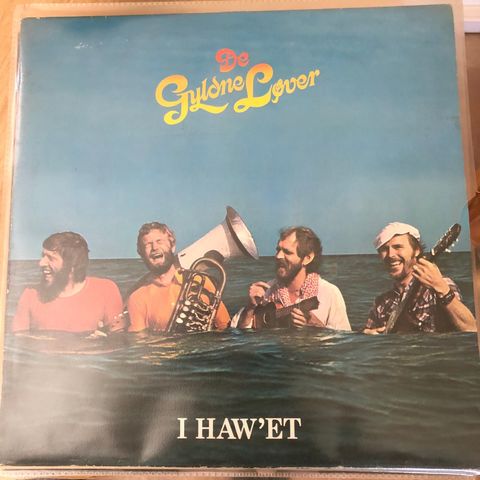 De
Gyldne Løver
I HAW'ET